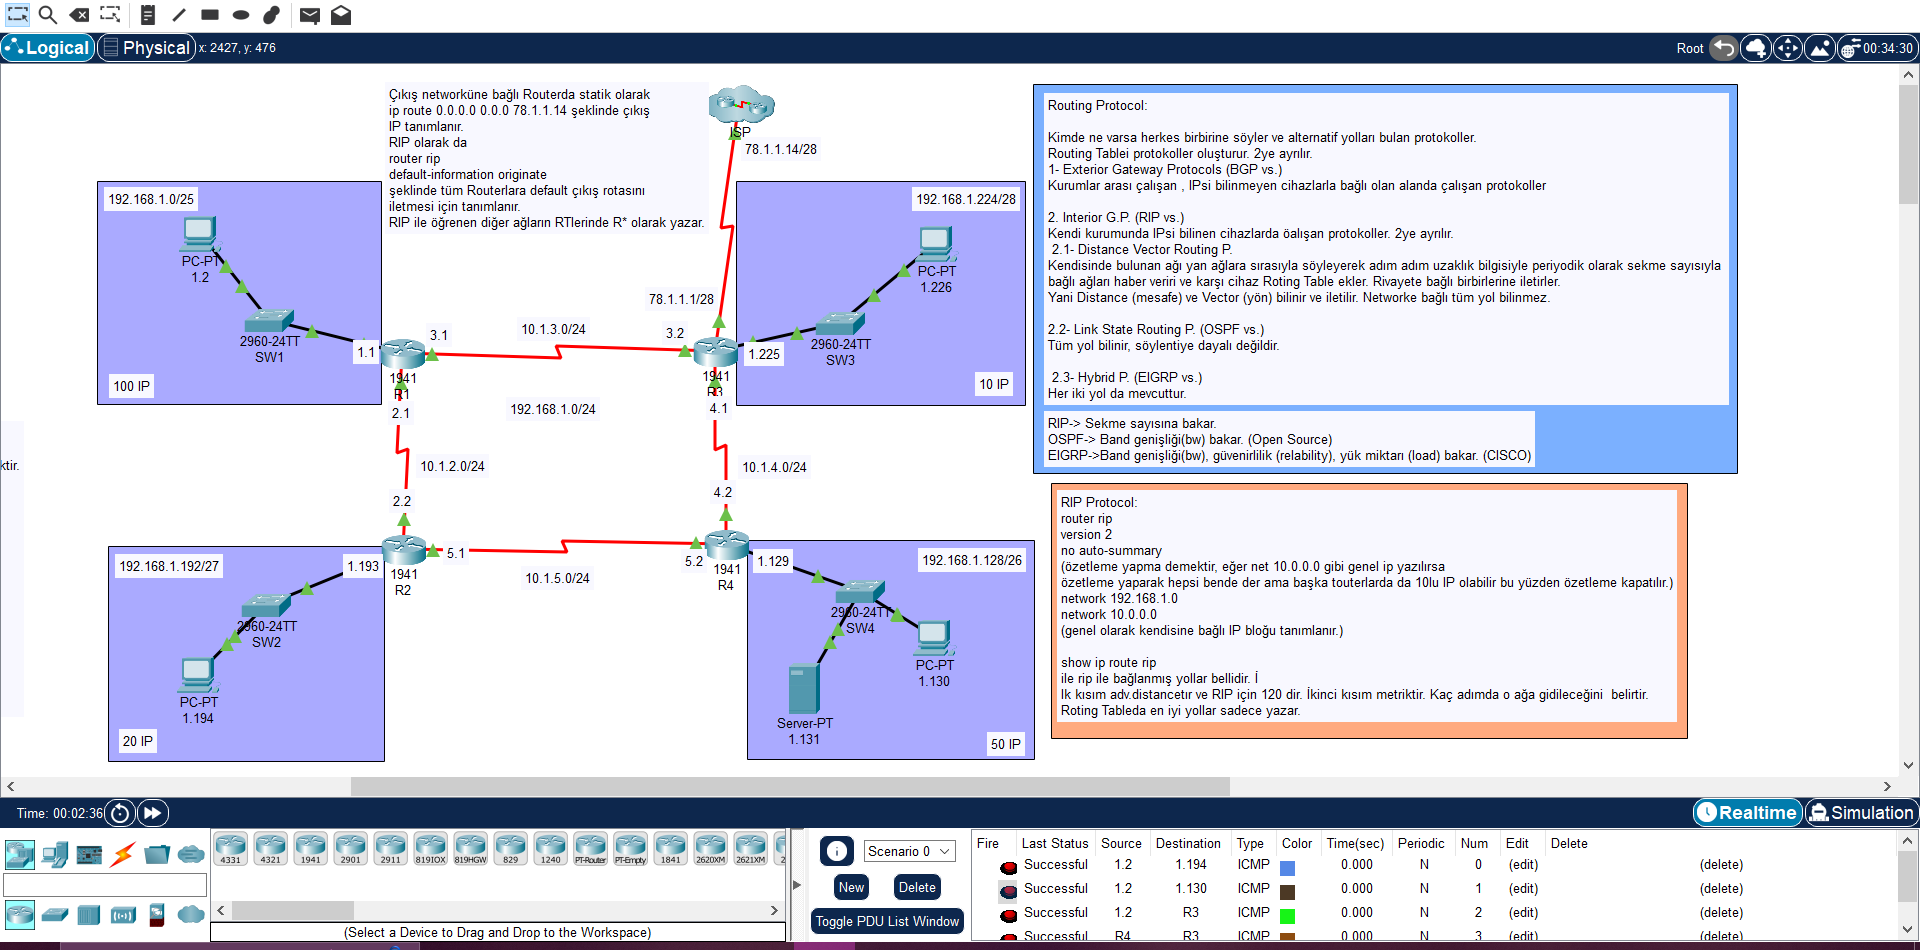 Logical
Physical
x: 2427, y: 476
Root
00:34:30
Çıkış networküne bağlı Routerda statik olarak
ip route 0.0.0.0 0.0.0 78.1.1.14 şeklinde çıkış
IP tanımlanır.
RIP olarak da
router rip
default-information originate
şeklinde tüm Routerlara default çıkış rotasını
iletmesi için tanımlanır.
RIP ile öğrenen diğer ağların RTlerinde R* olarak yazar.
ISP
78.1.1.14/28
192.168.1.0/25
PC-PT
1.2
2960-24TT
SW1
100 IP
1.1
3.1
1941
R1
2.1
10.1.3.0/24
192.168.1.0/24
78.1.1.1/28
3.2
1941
R3
4.1
1.225
192.168.1.224/28
PC-PT
1.226
2960-24TT
SW3
10 IP
10.1.2.0/24
10.1.4.0/24
ktir.
2.2
4.2
192.168.1.192/27
1.193
1941
R2
5.1
2960-24TT
SW2
PC-PT
1.194
20 IP
10.1.5.0/24
5.2
1941
R4
1.129
192.168.1.128/26
2960-24TT
SW4
PC-PT
1.130
Server-PT
1.131
50 IP
Routing Protocol:
Kimde ne varsa herkes birbirine söyler ve alternatif yolları bulan protokoller.
Routing Tablei protokoller oluşturur. 2ye ayrılır.
1- Exterior Gateway Protocols (BGP vs.)
Kurumlar arası çalışan , IPsi bilinmeyen cihazlarla bağlı olan alanda çalışan protokoller
2. Interior G.P. (RIP vs.)
Kendi kurumunda IPsi bilinen cihazlarda öalışan protokoller. 2ye ayrılır.
2.1- Distance Vector Routing P.
Kendisinde bulunan ağı yan ağlara sırasıyla söyleyerek adım adım uzaklık bilgisiyle periyodik olarak sekme sayısıyla
bağlı ağları haber veriri ve karşı cihaz Roting Table ekler. Rivayete bağlı birbirlerine iletirler.
Yani Distance (mesafe) ve Vector (yön) bilinir ve iletilir. Networke bağlı tüm yol bilinmez.
2.2- Link State Routing P. (OSPF vs.)
Tüm yol bilinir, söylentiye dayalı değildir.
2.3- Hybrid P. (EIGRP vs.)
Her iki yol da mevcuttur.
RIP-> Sekme sayısına bakar.
OSPF-> Band genişliği(bw) bakar. (Open Source)
EIGRP->Band genişliği(bw), güvenirlilik (relability), yük miktarı (load) bakar. (CISCO)
RIP Protocol:
router rip
version 2
no auto-summary
(özetleme yapma demektir, eğer net 10.0.0.0 gibi genel ip yazılırsa
özetleme yaparak hepsi bende der ama başka touterlarda da 10lu IP olabilir bu yüzden özetleme kapatılır.)
network 192.168.1.0
network 10.0.0.0
(genel olarak kendisine bağlı IP bloğu tanımlanır.)
show ip route rip
ile rip ile bağlanmış yollar bellidir. İ
lk kısım adv.distancetır ve RIP için 120 dir. İkinci kısım metriktir. Kaç adımda o ağa gidileceğini  belirtir.
Roting Tableda en iyi yollar sadece yazar.
Time: 00:02:36
Realtime
Simulation
4331 4321 1941 2901 2911 819IOX 819HGW 829 1240 PT-Router PT-Empty 1841 2620XM 2621XM 2
(Select a Device to Drag and Drop to the Workspace)
Scenario 0
New
Delete
Toggle PDU List Window
Fire Last Status Source Destination Type Color Time(sec) Periodic Num Edit Delete
Successful 1.2 1.194 ICMP 0.000 N 0 (edit) (delete)
Successful 1.2 1.130 ICMP 0.000 N 1 (edit) (delete)
Successful 1.2 R3 ICMP 0.000 N 2 (edit) (delete)
Successful R4 R3 ICMP 0.000 N 3 (edit) (delete)